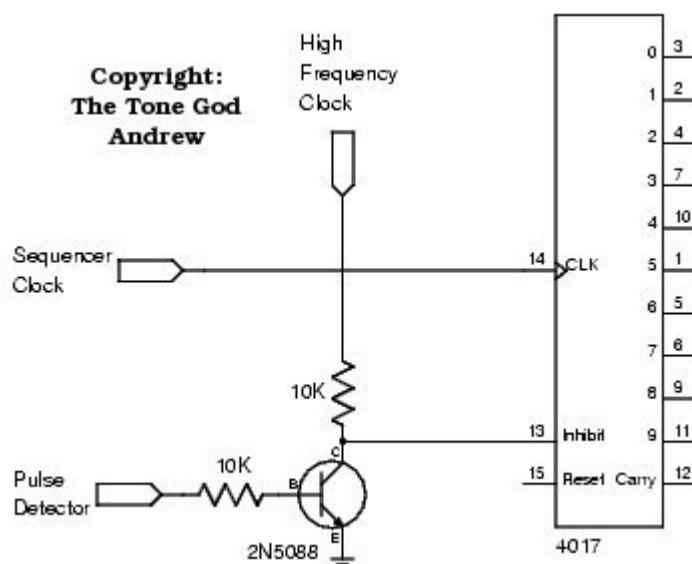 Copyright:
The Tone God
Andrew
High
Frequency
Clock
Sequencer
Clock
14
CLK
10K
13
Inhibit
15
Reset
Carry
12
Pulse
Detector
10K
B
C
E
2N5088
4017
0
3
1
2
2
4
3
7
4
10
5
1
6
5
7
6
8
9
9
11